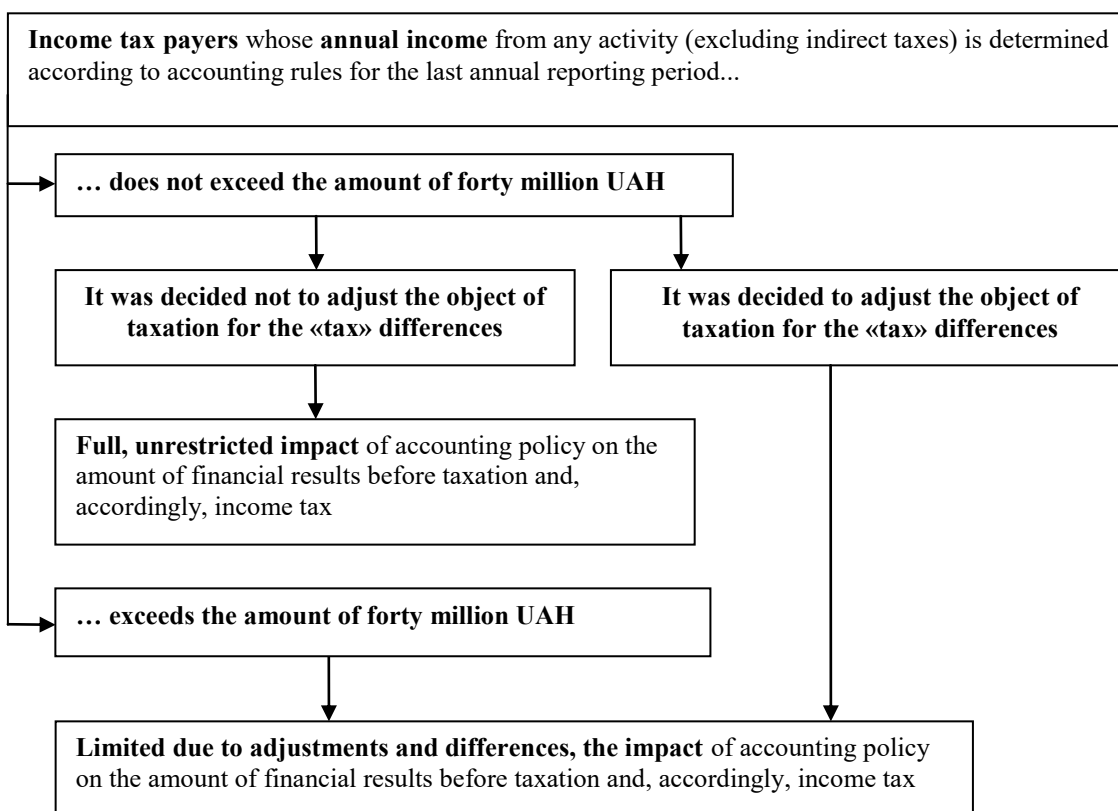 Income tax payers whose annual income from any activity (excluding indirect taxes) is determined
according to accounting rules for the last annual reporting period...
… does not exceed the amount of forty million UAH
It was decided not to adjust the object of
taxation for the «tax» differences
It was decided to adjust the object of
taxation for the «tax» differences
Full, unrestricted impact of accounting policy on the
amount of financial results before taxation and,
accordingly, income tax
… exceeds the amount of forty million UAH
Limited due to adjustments and differences, the impact of accounting policy
on the amount of financial results before taxation and, accordingly, income tax